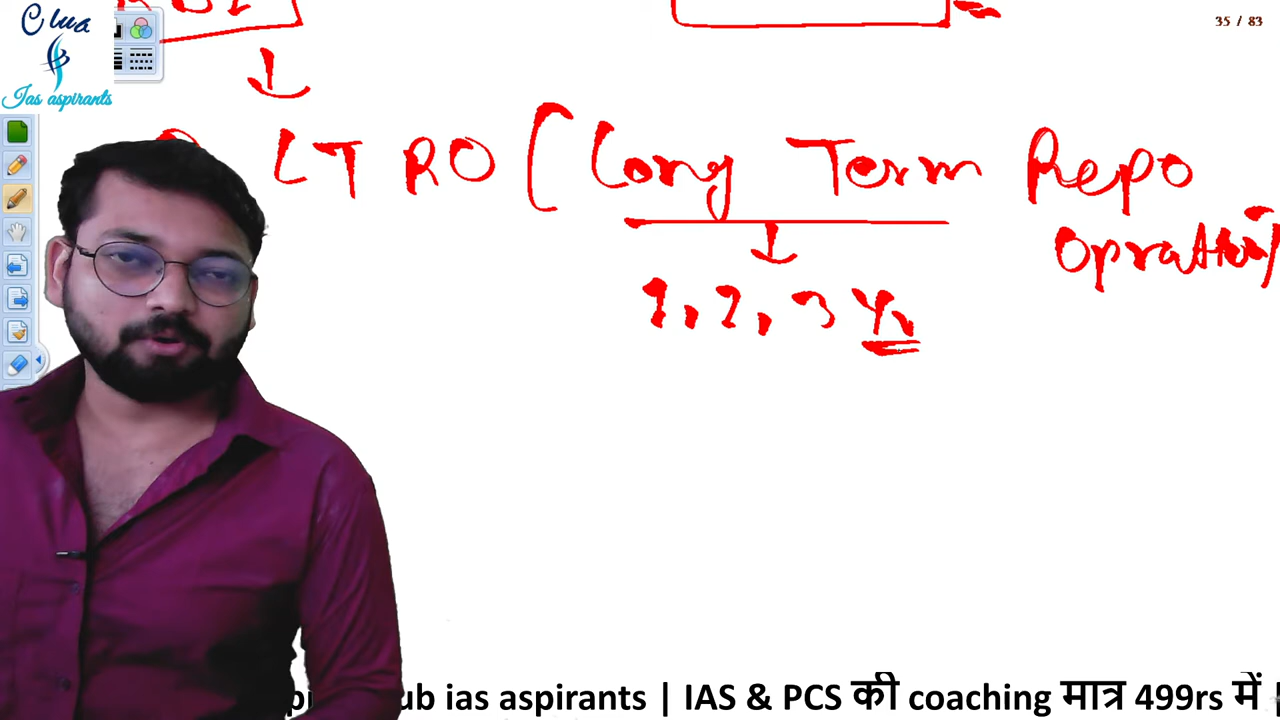 35 / 83
Clua
Ias aspirants
LTRO (Long Term Repo
Opration)
1, 2, 3 Yr
ub ias aspirants | IAS & PCS की coaching मात्र 499rs में |